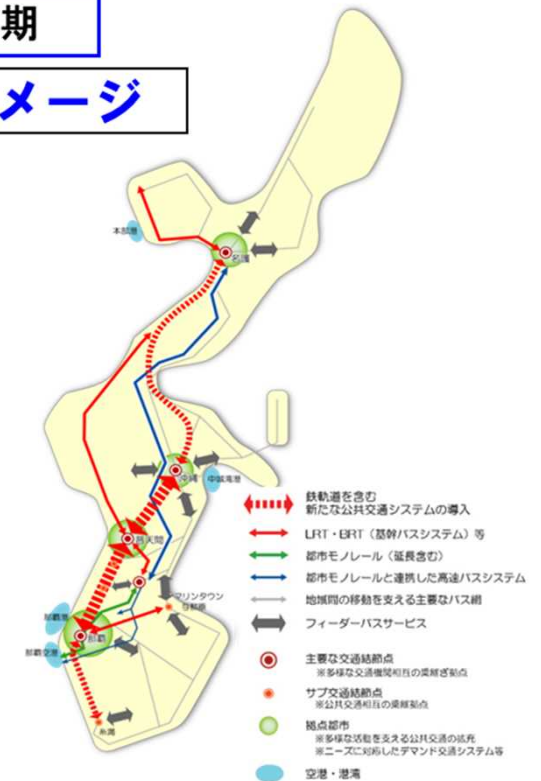 期
メージ
本部港
名護
沖縄
中城湾港
普天間
マリンタウン
与那原
那覇港
那覇
那覇空港
糸満
鉄軌道を含む
新たな公共交通システムの導入
LRT・BRT（基幹バスシステム）等
都市モノレール（延長含む）
都市モノレールと連携した高速バスシステム
地域間の移動を支える主要なバス網
フィーダーバスサービス
主要な交通結節点
※多様な交通機関相互の乗継ぎ拠点
サブ交通結節点
※公共交通相互の乗継拠点
拠点都市
※多様な活動を支える公共交通の拡充
※ニーズに対応したデマンド交通システム等
空港・港湾